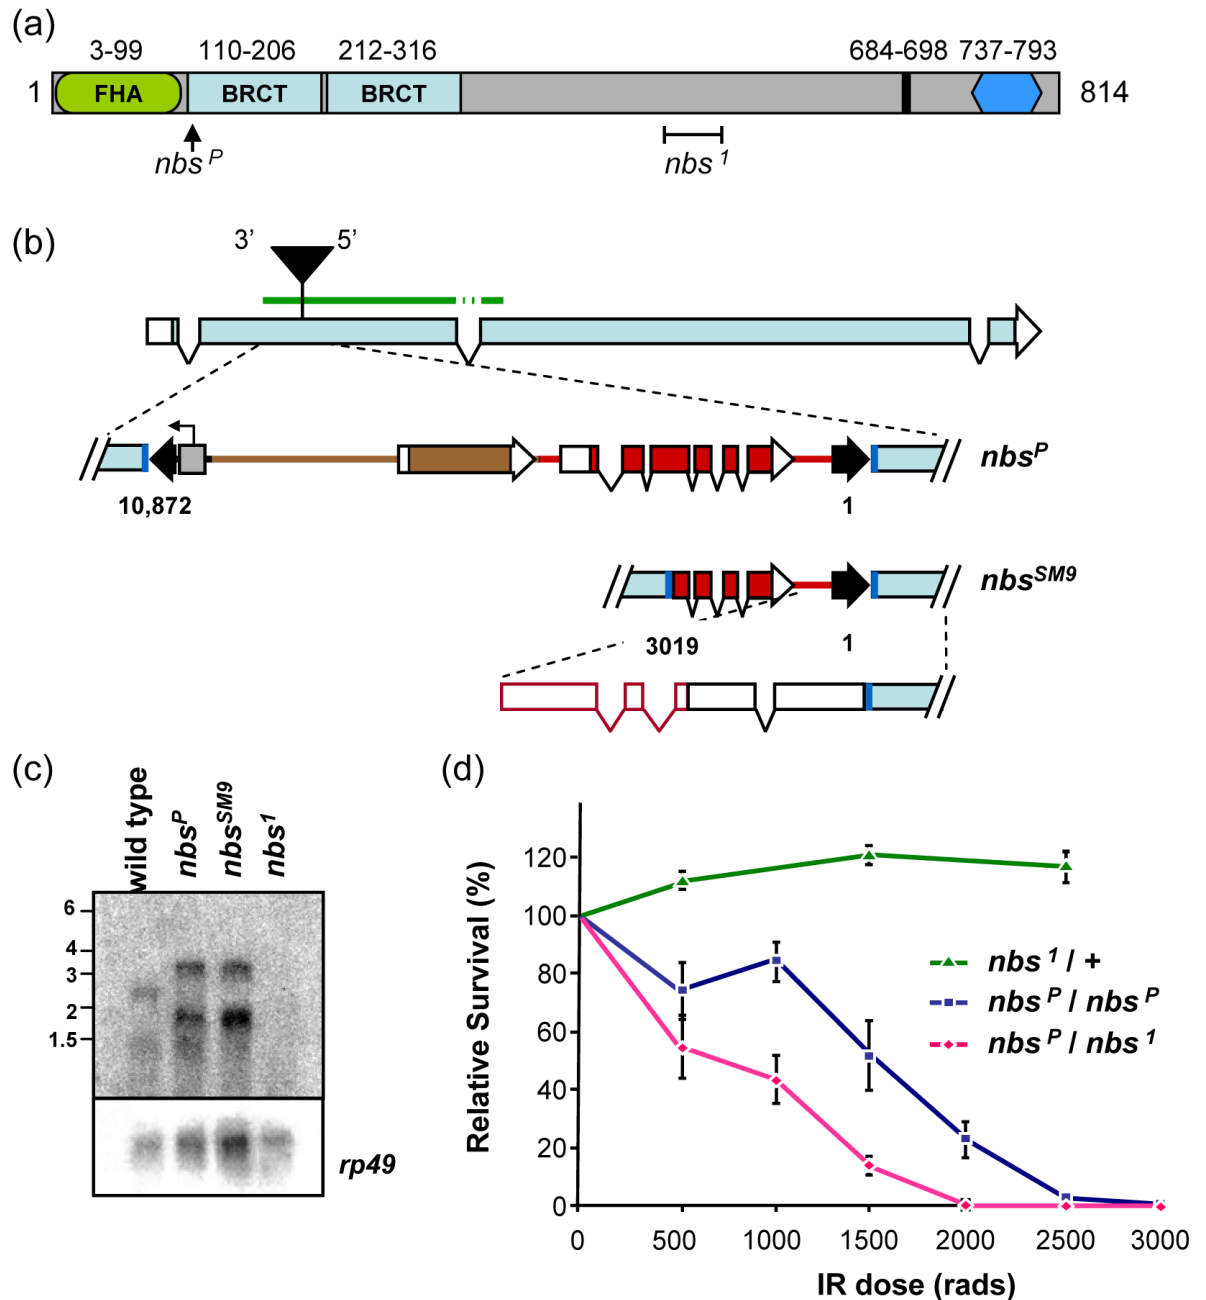 (a)
3-99 110-206 212-316 684-698 737-793
1 FHA BRCT BRCT 814
nbs P nbs 1
(b)
3’ 5’
nbsP
10,872 1
nbsSM9
3019 1
(c)
wild type nbsP nbsSM9 nbs1
6
4
3
2
1.5
rp49
(d)
Relative Survival (%)
120
100
80
60
40
20
0
nbs 1 / +
nbs P / nbs P
nbs P / nbs 1
0 500 1000 1500 2000 2500 3000
IR dose (rads)